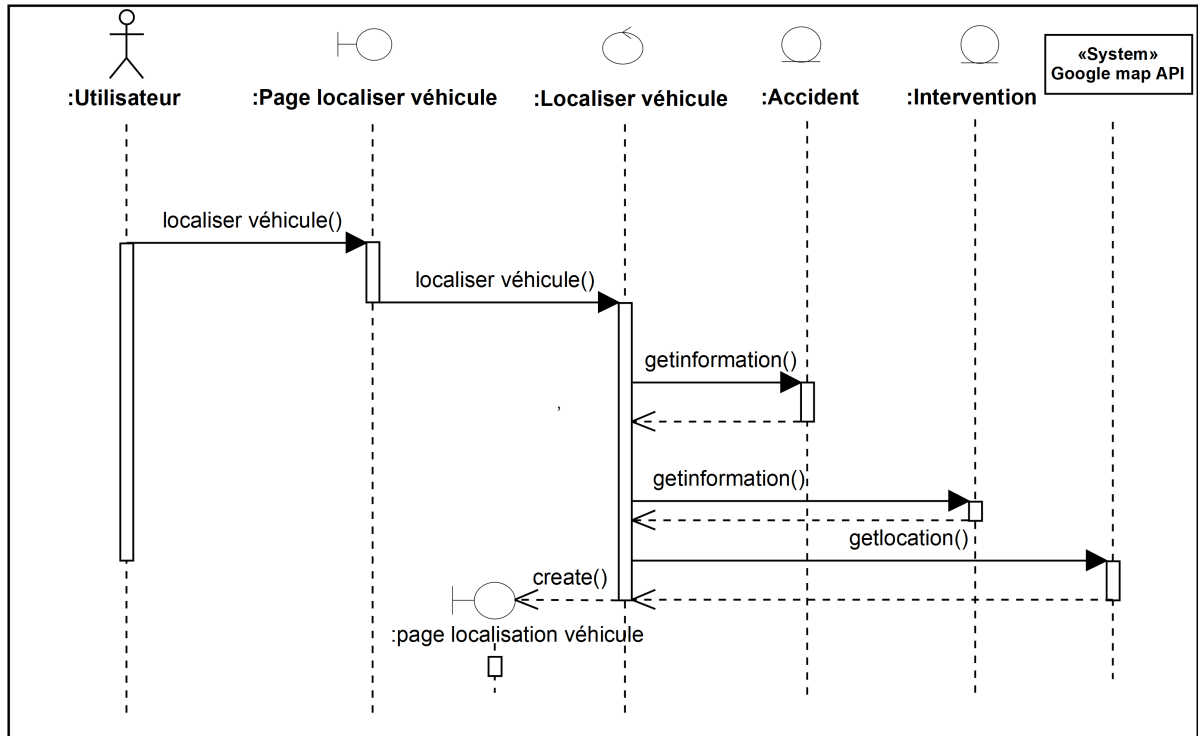 «System»
Google map API
:Utilisateur
:Page localiser véhicule
:Localiser véhicule
:Accident
:Intervention
localiser véhicule()
localiser véhicule()
getinformation()
,
getinformation()
getlocation()
create()
:page localisation véhicule